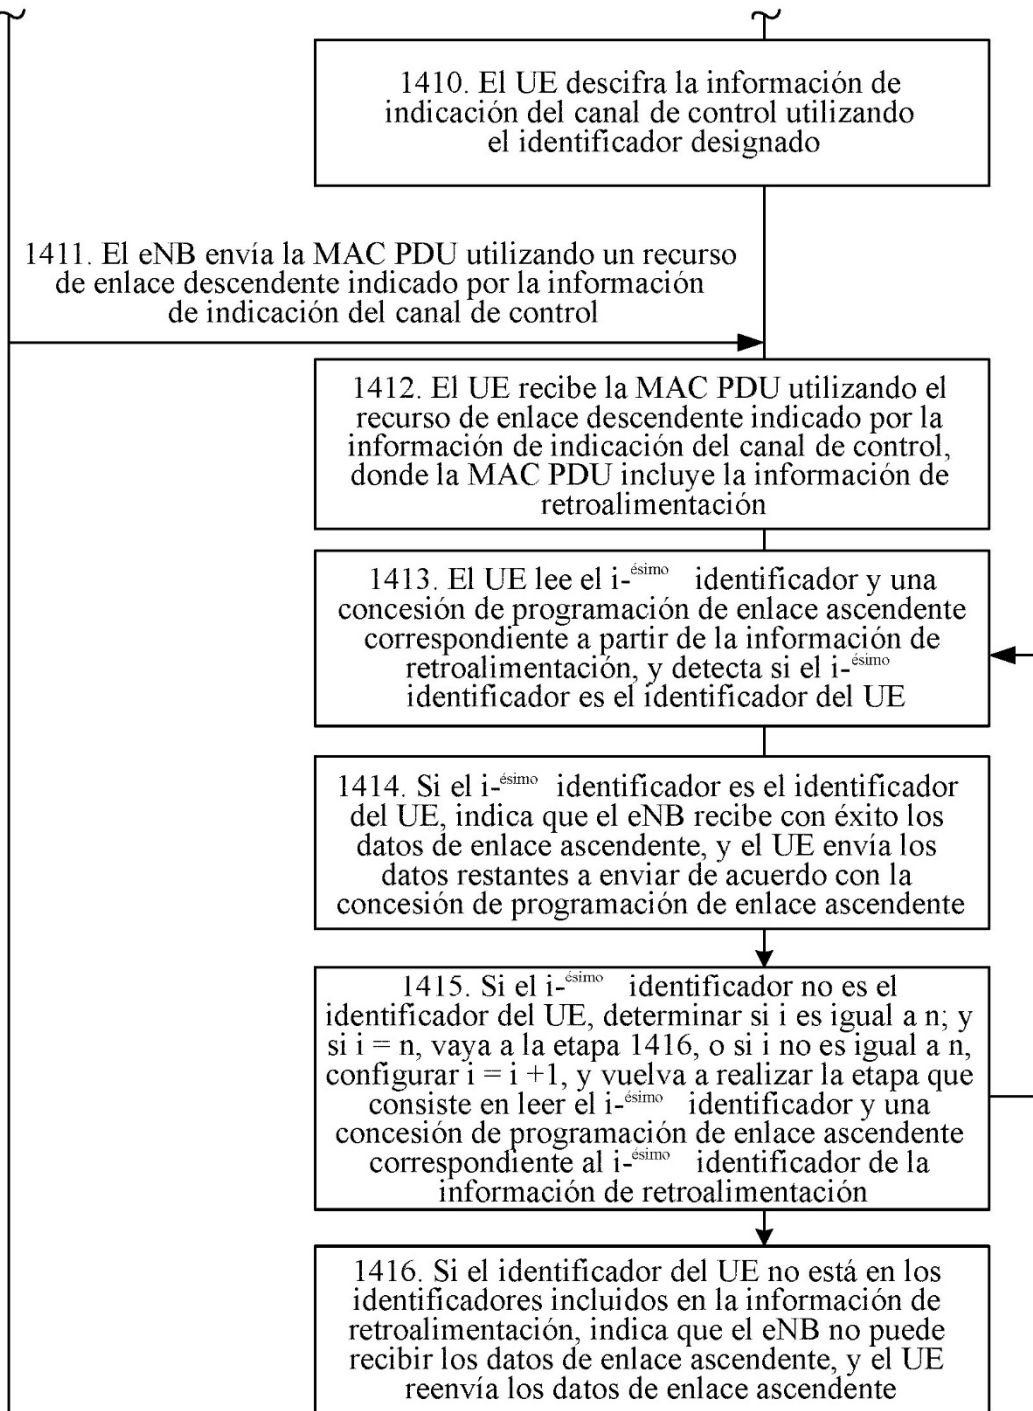 1410. El UE descifra la información de
indicación del canal de control utilizando
el identificador designado
1411. El eNB envía la MAC PDU utilizando un recurso
de enlace descendente indicado por la información
de indicación del canal de control
1412. El UE recibe la MAC PDU utilizando el
recurso de enlace descendente indicado por la
información de indicación del canal de control,
donde la MAC PDU incluye la información de
retroalimentación
1413. El UE lee el i-ésimo identificador y una
concesión de programación de enlace ascendente
correspondiente a partir de la información de
retroalimentación, y detecta si el i-ésimo
identificador es el identificador del UE
1414. Si el i-ésimo identificador es el identificador
del UE, indica que el eNB recibe con éxito los
datos de enlace ascendente, y el UE envía los
datos restantes a enviar de acuerdo con la
concesión de programación de enlace ascendente
1415. Si el i-ésimo identificador no es el
identificador del UE, determinar si i es igual a n; y
si i = n, vaya a la etapa 1416, o si i no es igual a n,
configurar i = i +1, y vuelva a realizar la etapa que
consiste en leer el i-ésimo identificador y una
concesión de programación de enlace ascendente
correspondiente al i-ésimo identificador de la
información de retroalimentación
1416. Si el identificador del UE no está en los
identificadores incluidos en la información de
retroalimentación, indica que el eNB no puede
recibir los datos de enlace ascendente, y el UE
reenvía los datos de enlace ascendente